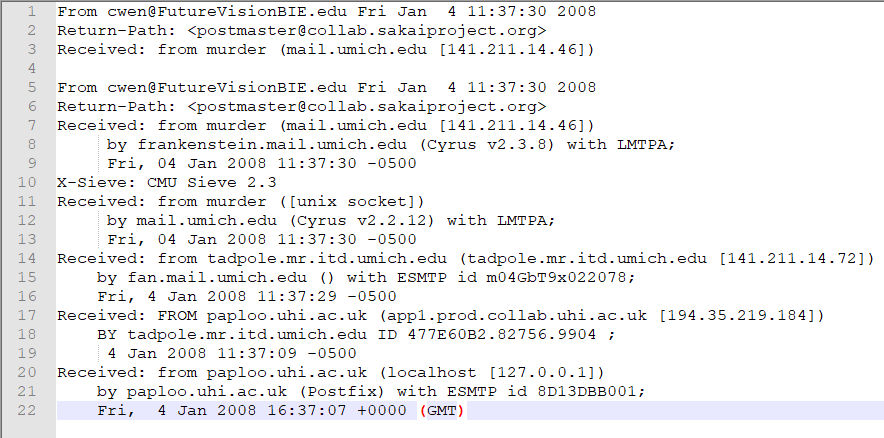 1 From cwen@FutureVisionBIE.edu Fri Jan  4 11:37:30 2008
2 Return-Path: <postmaster@collab.sakaiproject.org>
3 Received: from murder (mail.umich.edu [141.211.14.46])
4
5 From cwen@FutureVisionBIE.edu Fri Jan  4 11:37:30 2008
6 Return-Path: <postmaster@collab.sakaiproject.org>
7 Received: from murder (mail.umich.edu [141.211.14.46])
8      by frankenstein.mail.umich.edu (Cyrus v2.3.8) with LMTPA;
9      Fri, 04 Jan 2008 11:37:30 -0500
10 X-Sieve: CMU Sieve 2.3
11 Received: from murder ([unix socket])
12      by mail.umich.edu (Cyrus v2.2.12) with LMTPA;
13      Fri, 04 Jan 2008 11:37:30 -0500
14 Received: from tadpole.mr.itd.umich.edu (tadpole.mr.itd.umich.edu [141.211.14.72])
15     by fan.mail.umich.edu () with ESMTP id m04GbT9x022078;
16     Fri, 4 Jan 2008 11:37:29 -0500
17 Received: FROM paploo.uhi.ac.uk (app1.prod.collab.uhi.ac.uk [194.35.219.184])
18     BY tadpole.mr.itd.umich.edu ID 477E60B2.82756.9904 ;
19      4 Jan 2008 11:37:09 -0500
20 Received: from paploo.uhi.ac.uk (localhost [127.0.0.1])
21     by paploo.uhi.ac.uk (Postfix) with ESMTP id 8D13DBB001;
22     Fri,  4 Jan 2008 16:37:07 +0000 (GMT)